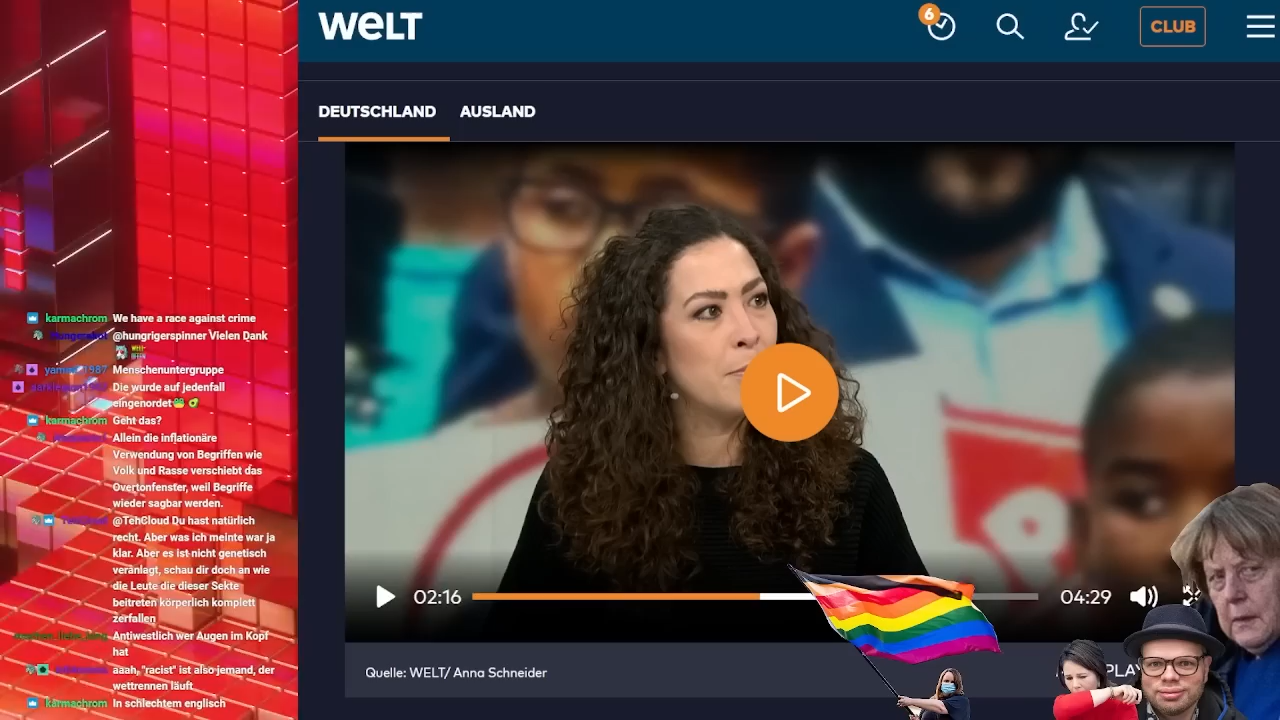 WELT
6
CLUB
DEUTSCHLAND AUSLAND
karmachrom We have a race against crime
@hungrigerspinner Vielen Dank
Menschenuntergruppe
Die wurde auf jedenfall
eingenordet
karmachrom Geht das?
Allein die inflationäre
Verwendung von Begriffen wie
Volk und Rasse verschiebt das
Overtonfenster, weil Begriffe
wieder sagbar werden.
@TehCloud Du hast natürlich
recht. Aber was ich meinte war ja
klar. Aber es ist nicht genetisch
veranlagt, schau dir doch an wie
die Leute die dieser Sekte
beitreten körperlich komplett
zerfallen
Antiwestlich wer Augen im Kopf
hat
aaah, "racist" ist also jemand, der
wettrennen läuft
karmachrom In schlechtem englisch
02:16 04:29
Quelle: WELT/ Anna Schneider
PLAY